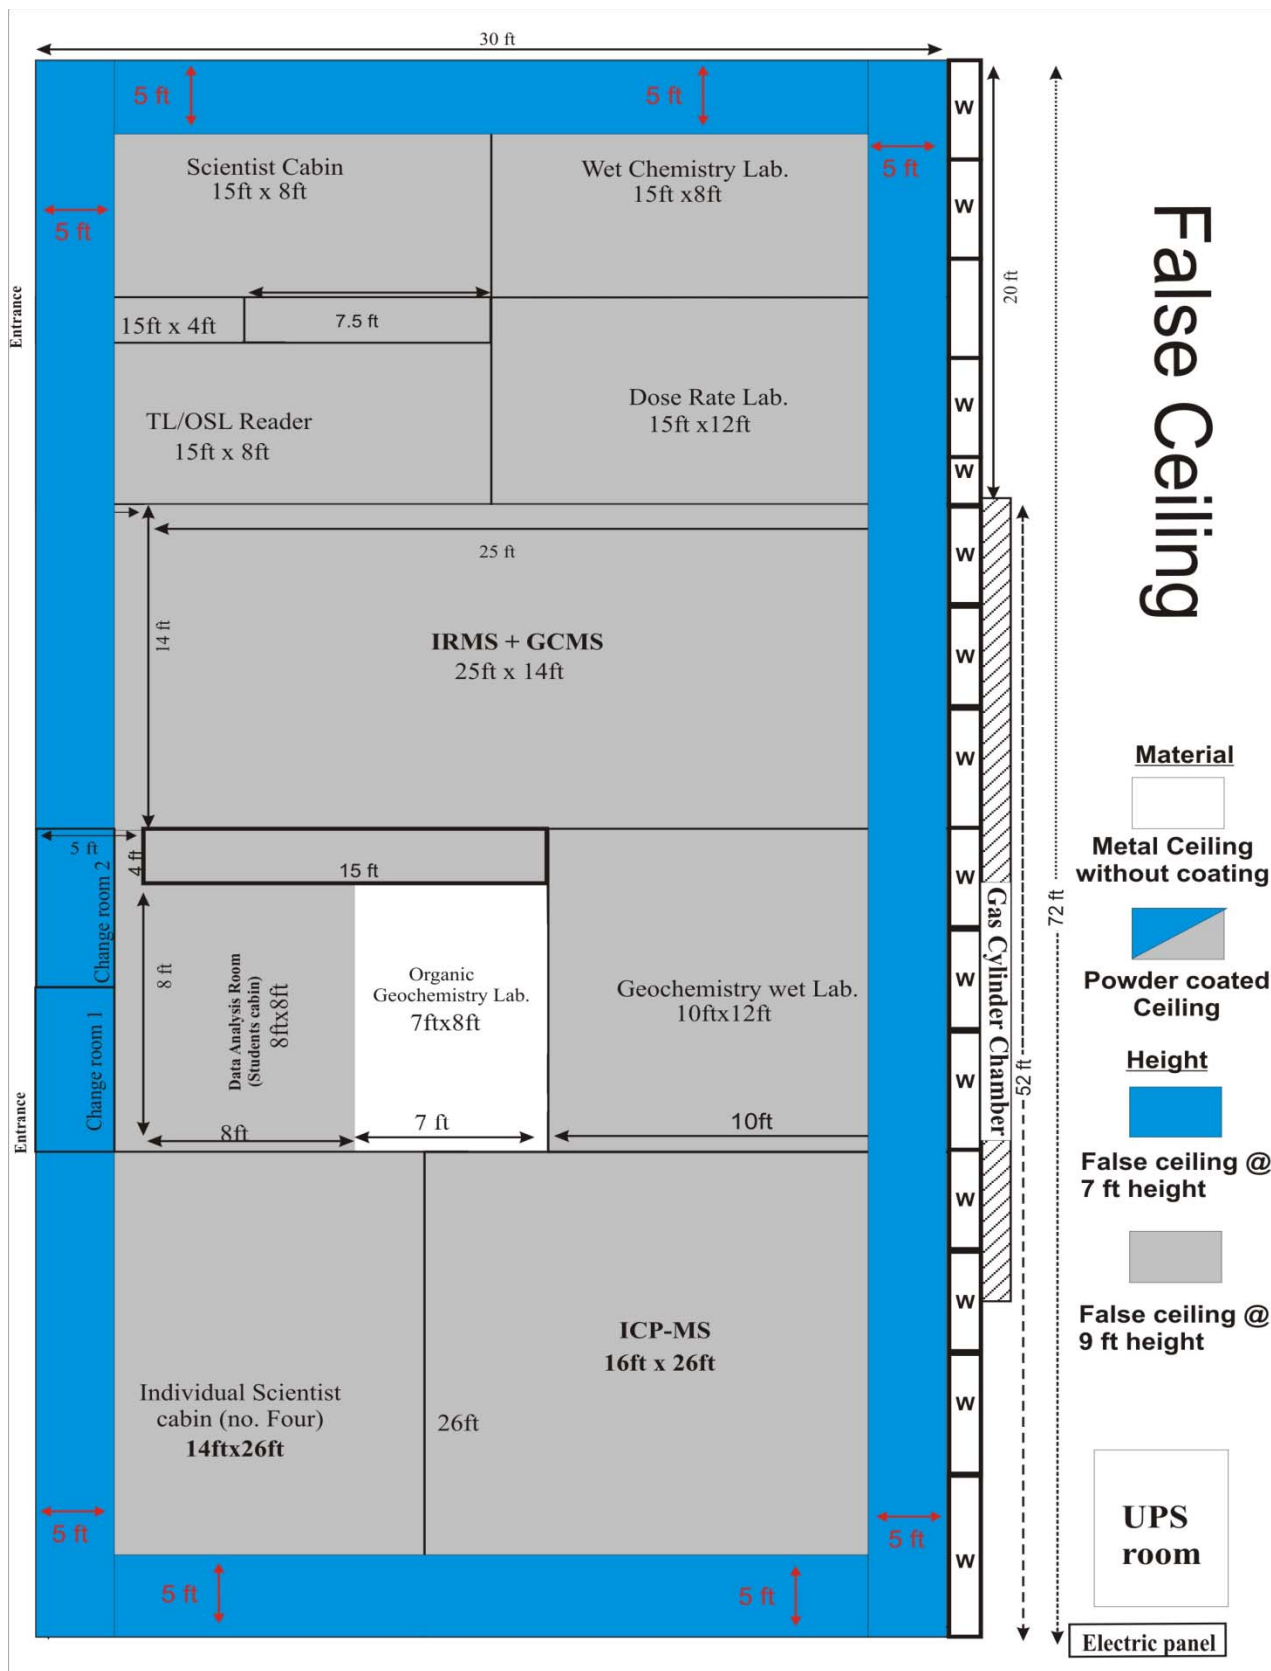 30 ft
5 ft
5 ft
5 ft
5 ft
Scientist Cabin
15ft x 8ft
Wet Chemistry Lab.
15ft x8ft
W
W
W
W
20 ft
72 ft
False Ceiling
Entrance
15ft x 4ft
7.5 ft
TL/OSL Reader
15ft x 8ft
Dose Rate Lab.
15ft x12ft
25 ft
14 ft
IRMS + GCMS
25ft x 14ft
W
W
W
5 ft
4 ft
15 ft
Change room 2
Change room 1
8 ft
Data Analysis Room
(Students cabin)
8ftx8ft
Organic
Geochemistry Lab.
7ftx8ft
Geochemistry wet Lab.
10ftx12ft
8ft
7 ft
10ft
W
W
W
Gas Cylinder Chamber
52 ft
Entrance
Individual Scientist
cabin (no. Four)
14ftx26ft
26ft
ICP-MS
16ft x 26ft
W
W
W
W
5 ft
5 ft
5 ft
5 ft
Material
Metal Ceiling
without coating
Powder coated
Ceiling
Height
False ceiling @
7 ft height
False ceiling @
9 ft height
UPS
room
Electric panel